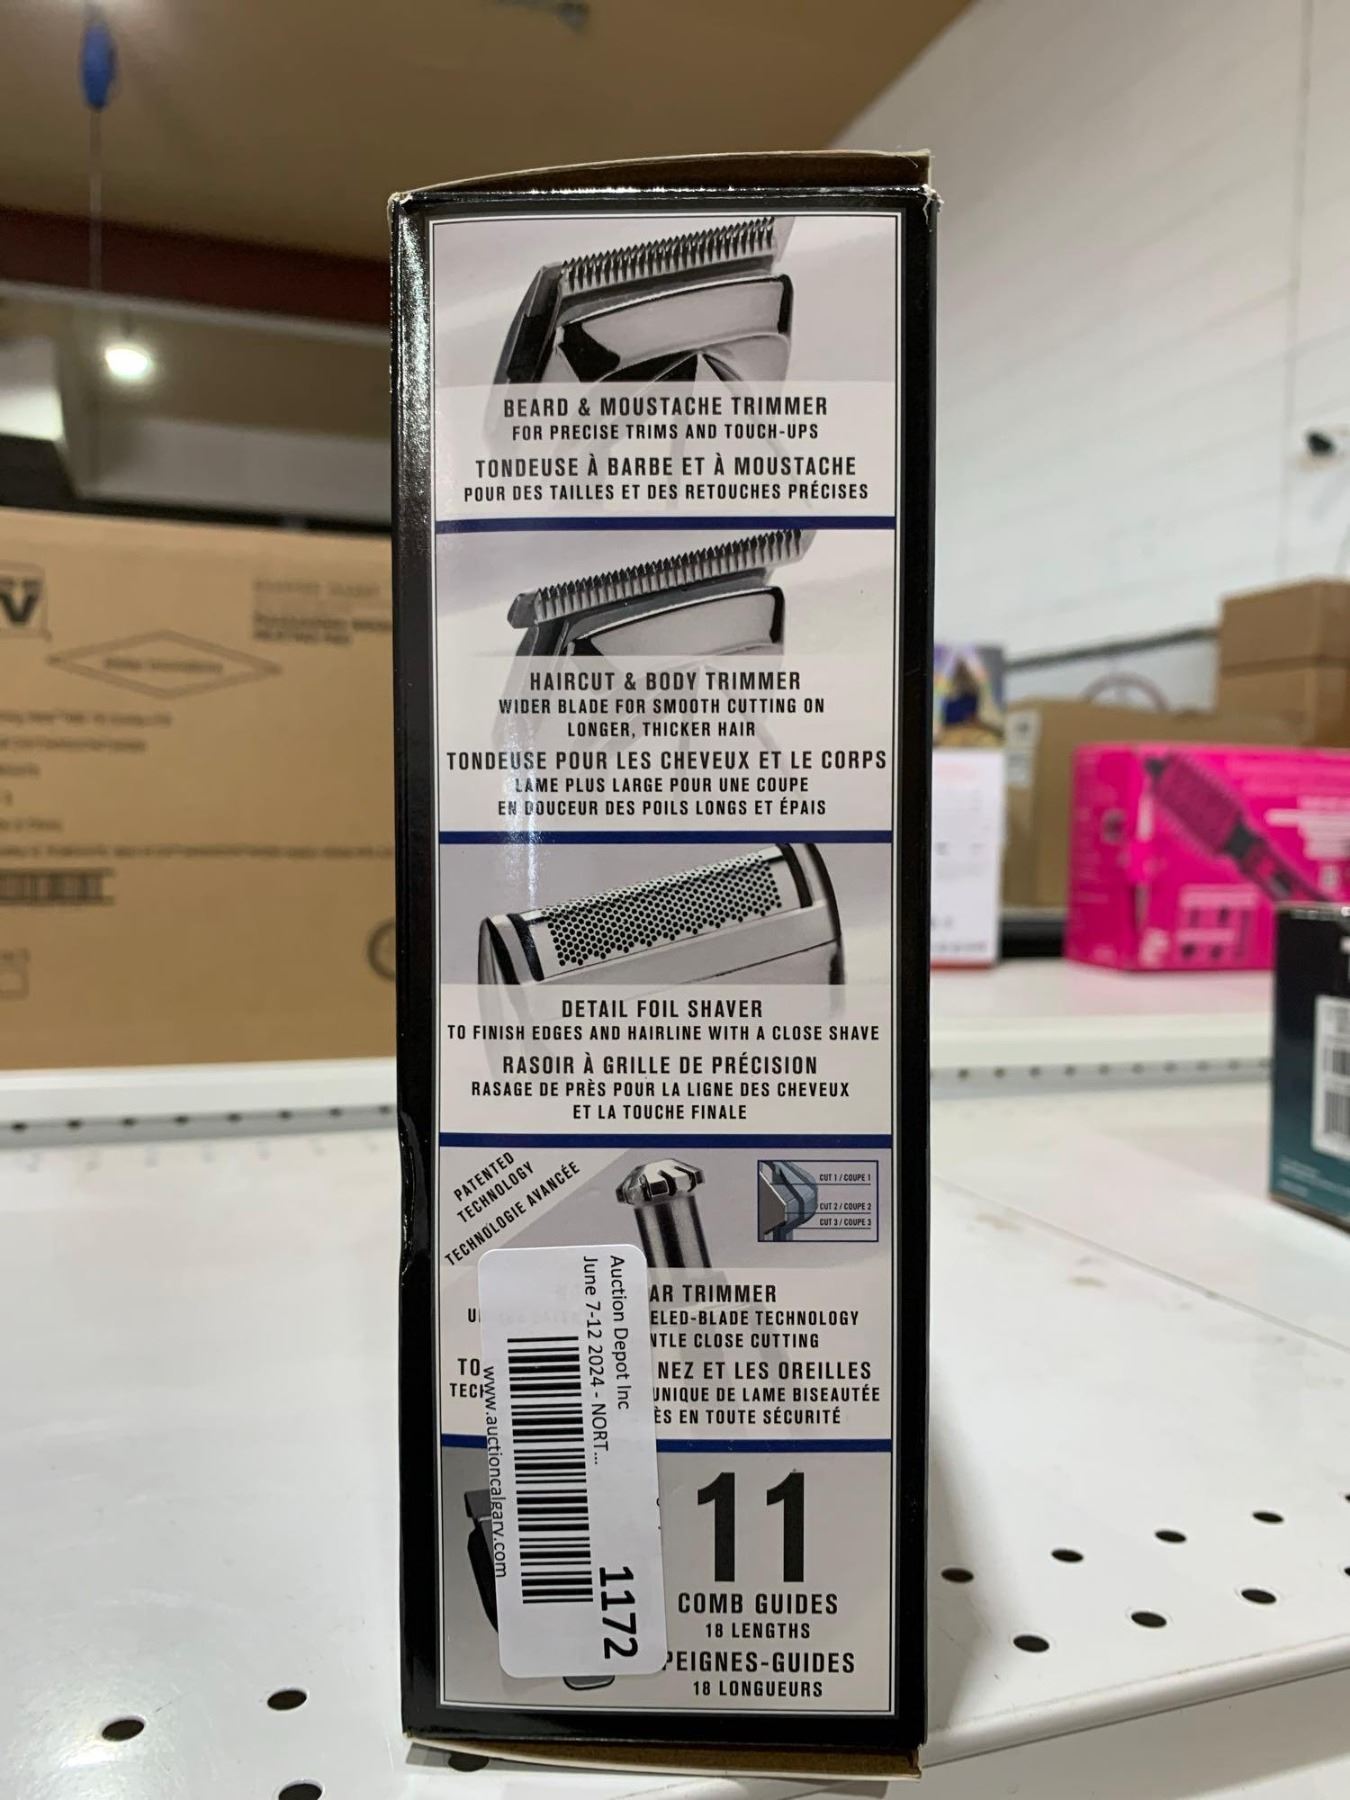 BEARD & MOUSTACHE TRIMMER
FOR PRECISE TRIMS AND TOUCH-UPS
TONDEUSE À BARBE ET À MOUSTACHE
POUR DES TAILLES ET DES RETOUCHES PRÉCISES
HAIRCUT & BODY TRIMMER
WIDER BLADE FOR SMOOTH CUTTING ON
LONGER, THICKER HAIR
TONDEUSE POUR LES CHEVEUX ET LE CORPS
LAME PLUS LARGE POUR UNE COUPE
EN DOUCEUR DES POILS LONGS ET ÉPAIS
DETAIL FOIL SHAVER
TO FINISH EDGES AND HAIRLINE WITH A CLOSE SHAVE
RASOIR À GRILLE DE PRÉCISION
RASAGE DE PRÈS POUR LA LIGNE DES CHEVEUX
ET LA TOUCHE FINALE
PATENTED
TECHNOLOGY
TECHNOLOGIE AVANCÉE
CUT 1 / COUPE 1
CUT 2 / COUPE 2
CUT 3 / COUPE 3
AR TRIMMER
ELED-BLADE TECHNOLOGY
NTLE CLOSE CUTTING
TO NEZ ET LES OREILLES
TECH UNIQUE DE LAME BISEAUTÉE
ÈS EN TOUTE SÉCURITÉ
Auction Depot Inc
June 7-12 2024 - NORT...
1172
www.auctioncalgary.com
11
COMB GUIDES
18 LENGTHS
PEIGNES-GUIDES
18 LONGUEURS